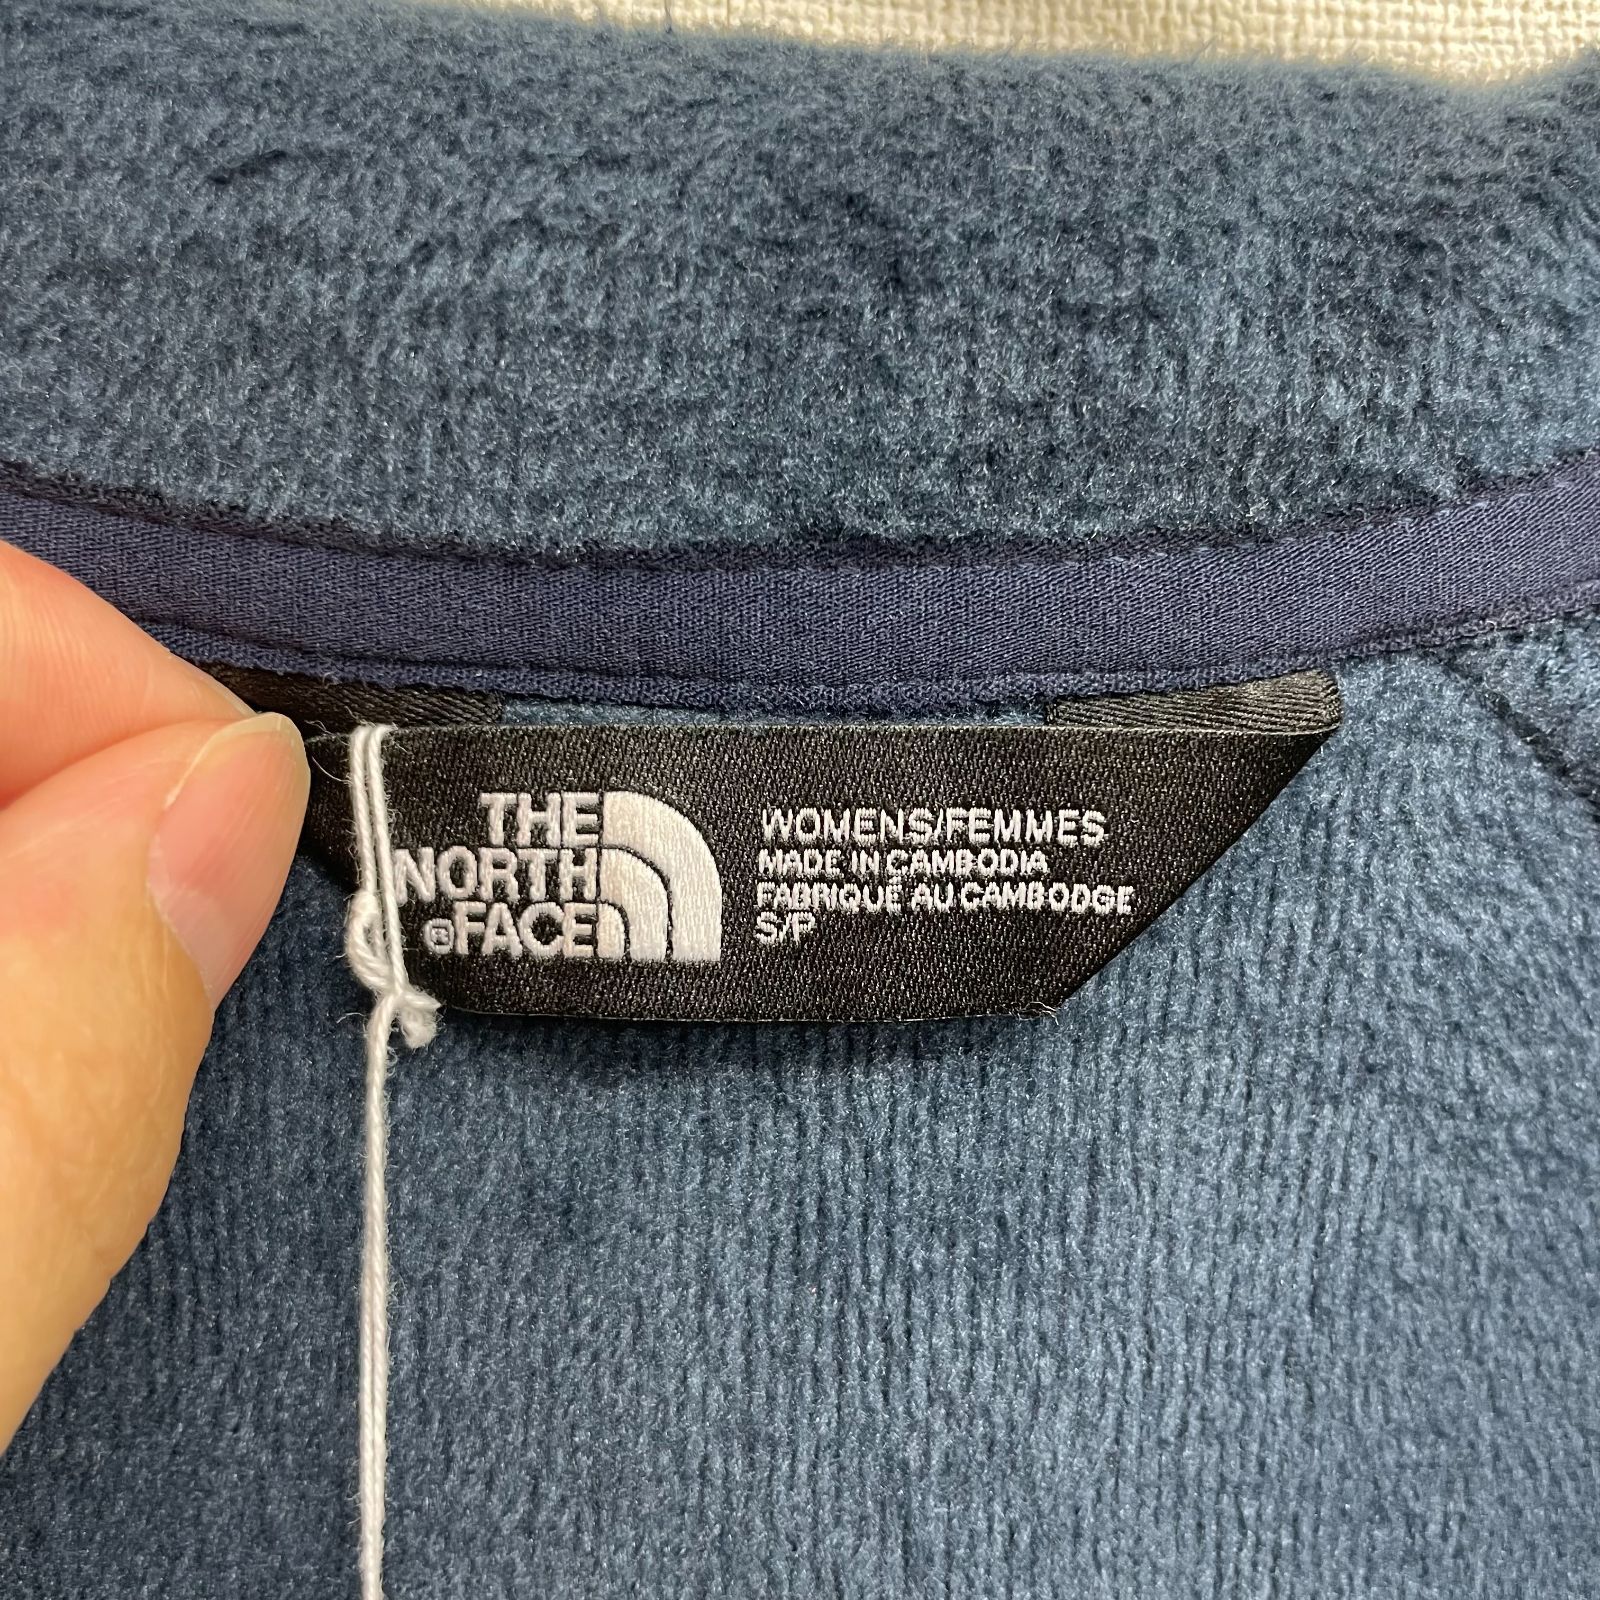 THE
NORTH
®FACE
WOMENS/FEMMES
MADE IN CAMBODIA
FABRIQUÉ AU CAMBODGE
S/P